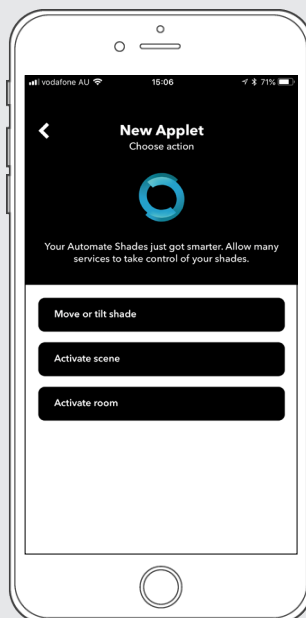 vodafone AU 15:06 71%
New Applet
Choose action
Your Automate Shades just got smarter. Allow many
services to take control of your shades.
Move or tilt shade
Activate scene
Activate room